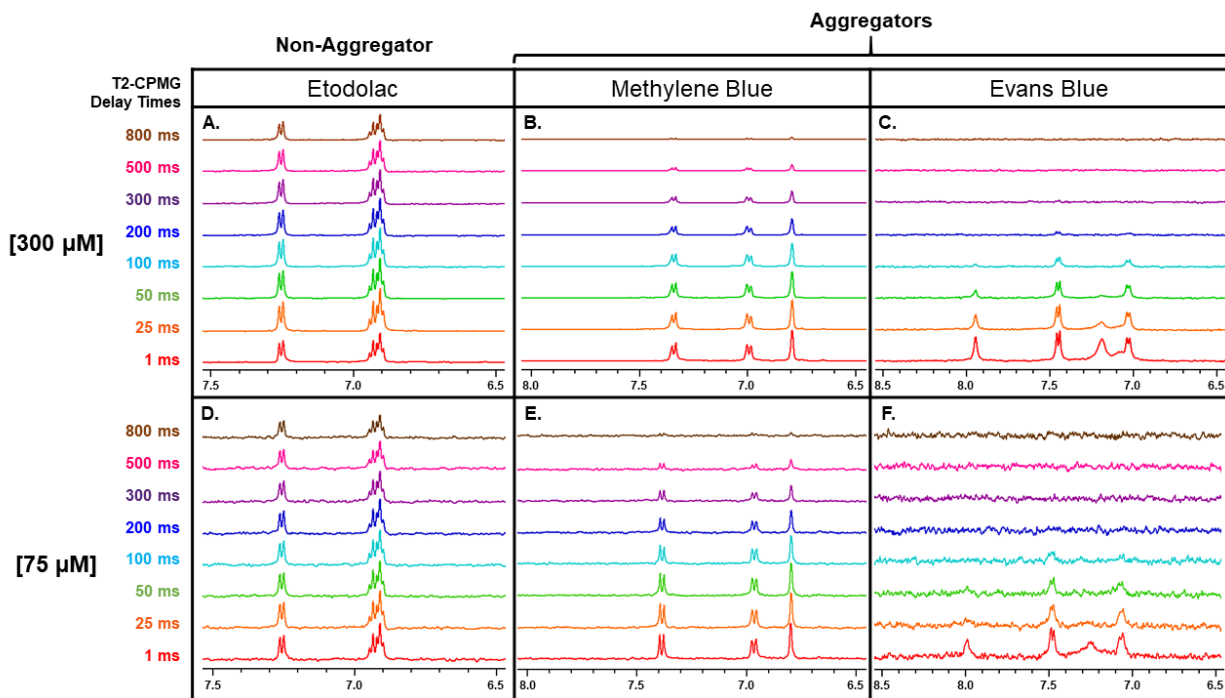 Aggregators
Non-Aggregator
T2-CPMG
Delay Times
Etodolac
Methylene Blue
Evans Blue
[300 µM]
800 ms
500 ms
300 ms
200 ms
100 ms
50 ms
25 ms
1 ms
A.
7.5 7.0 6.5
B.
8.0 7.5 7.0 6.5
C.
8.5 8.0 7.5 7.0 6.5
[75 µM]
800 ms
500 ms
300 ms
200 ms
100 ms
50 ms
25 ms
1 ms
D.
7.5 7.0 6.5
E.
8.0 7.5 7.0 6.5
F.
8.5 8.0 7.5 7.0 6.5